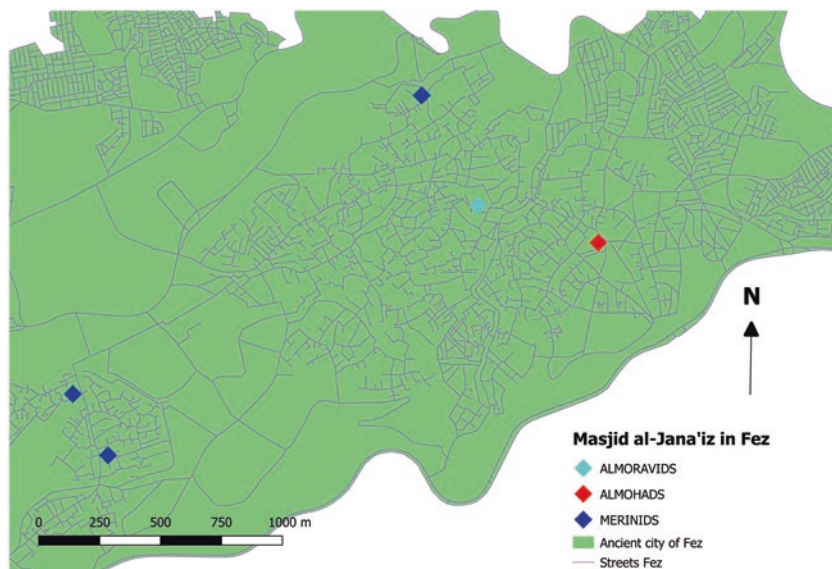 N
Masjid al-Jana'iz in Fez
ALMORAVIDS
ALMOHADS
MERINIDS
Ancient city of Fez
Streets Fez
0 250 500 750 1000 m